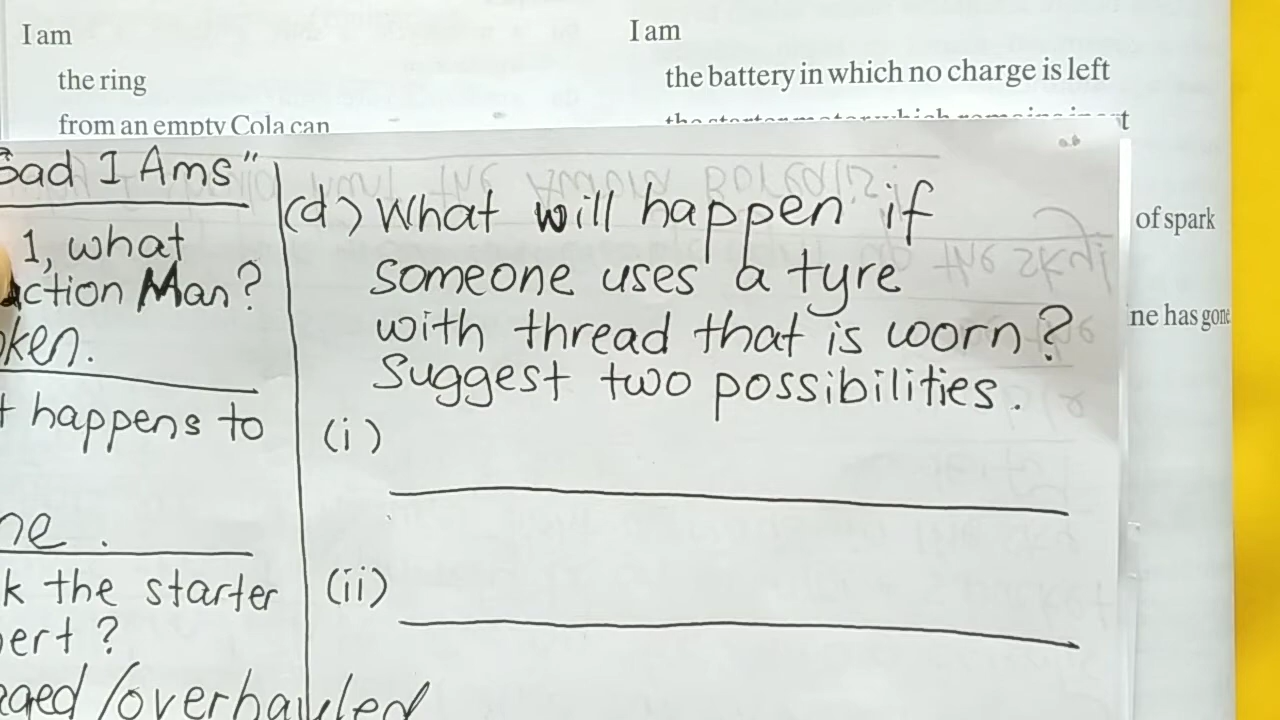 I am
the ring
from an empty Cola can
I am
the battery in which no charge is left
of spark
ne has gone
Sad I Ams"
1, what
ction Man?
ken.
t happens to
ne.
k the starter
ert?
aged /overhauled
(d) What will happen if
someone uses a tyre
with thread that is worn?
Suggest two possibilities.
(i)
(ii)